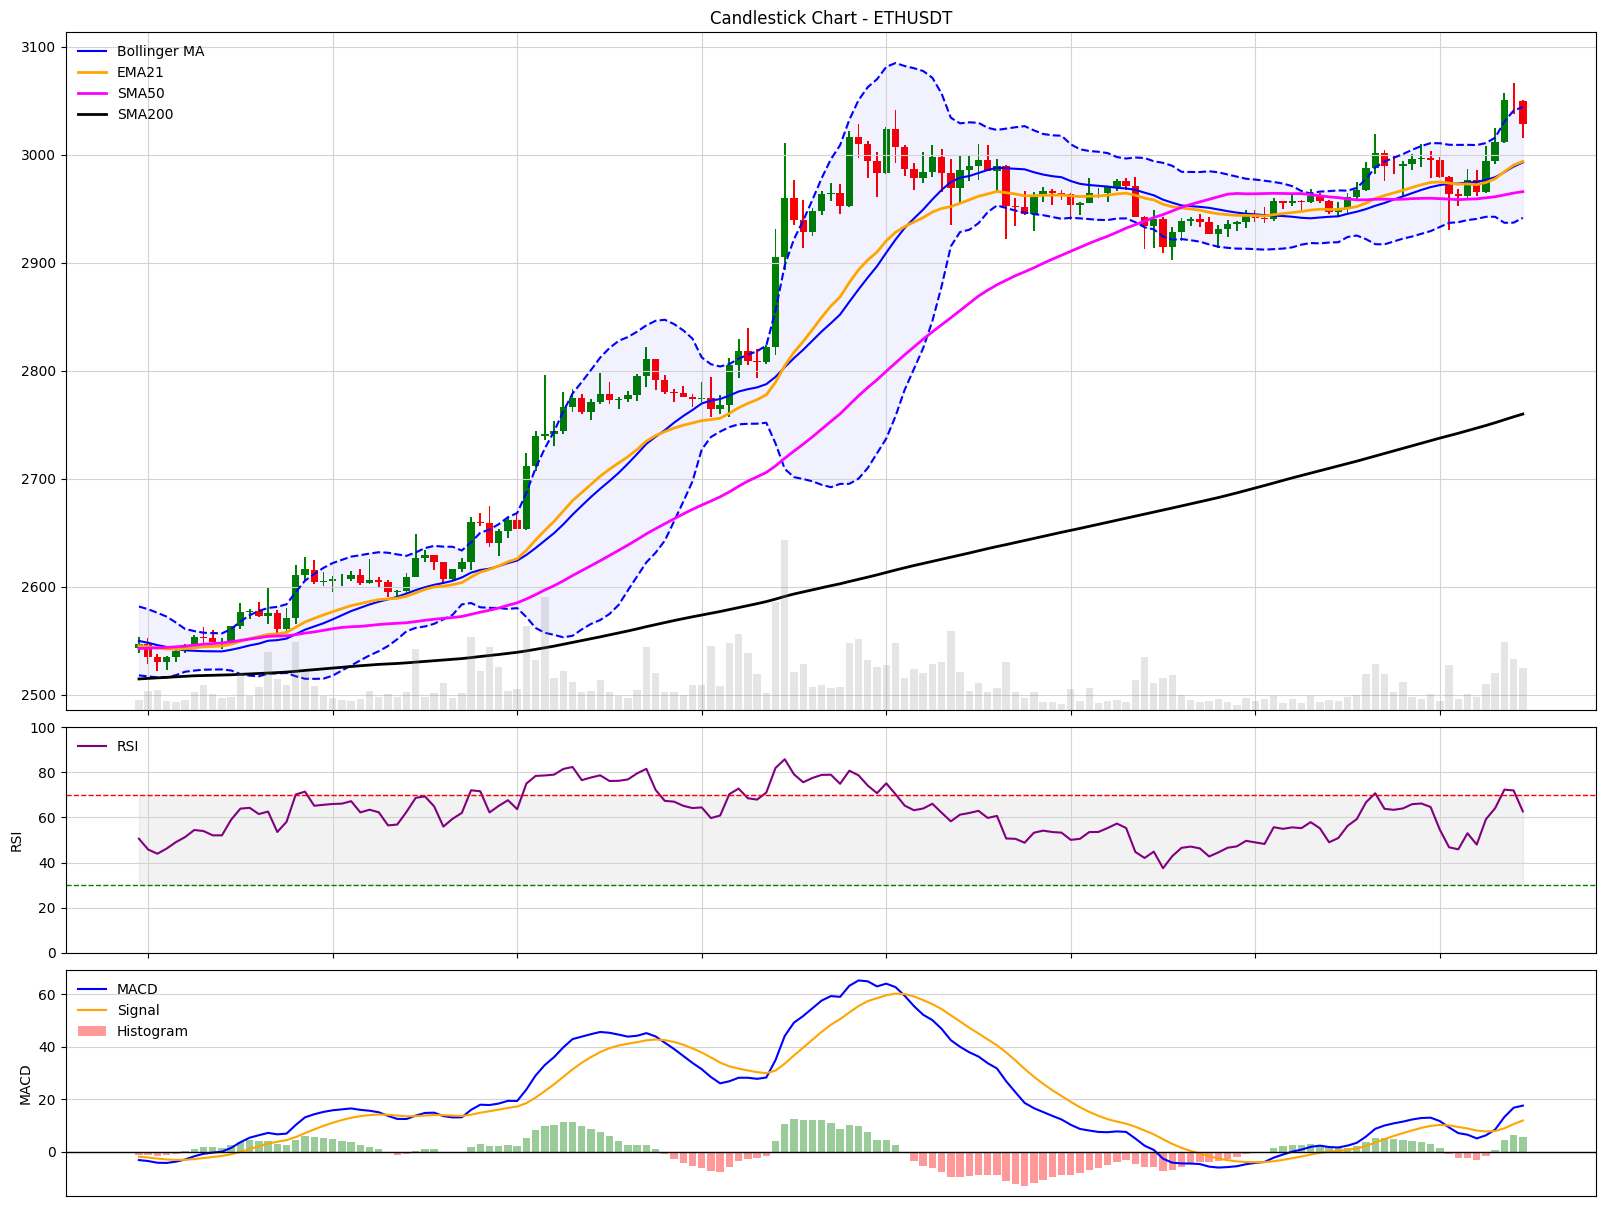 Candlestick Chart - ETHUSDT
Bollinger MA
EMA21
SMA50
SMA200
3100
3000
2900
2800
2700
2600
2500
RSI
RSI
100
80
60
40
20
0
MACD
Signal
Histogram
MACD
60
40
20
0